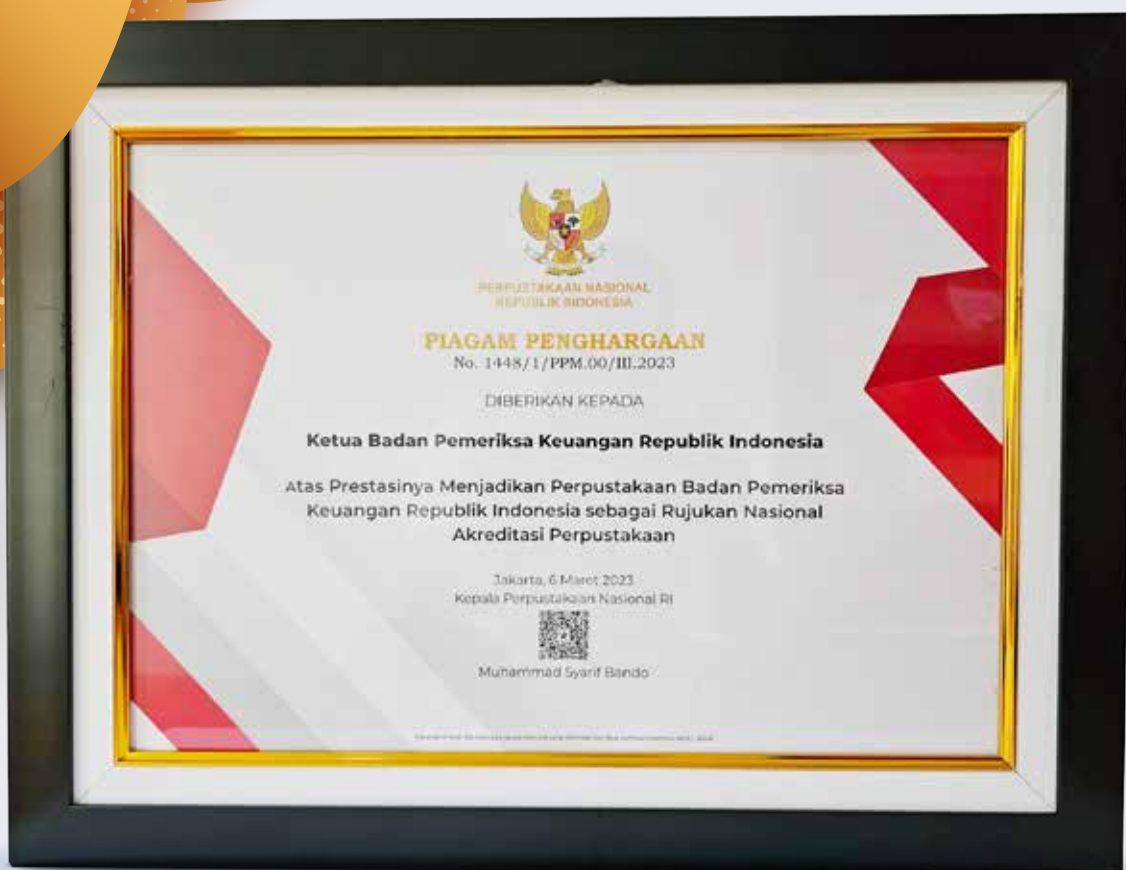 PERPUSTAKAAN NASIONAL
REPUBLIK INDONESIA
PIAGAM PENGHARGAAN
No. 1448/1/PPM.00/III.2023
DIBERIKAN KEPADA
Ketua Badan Pemeriksa Keuangan Republik Indonesia
Atas Prestasinya Menjadikan Perpustakaan Badan Pemeriksa
Keuangan Republik Indonesia sebagai Rujukan Nasional
Akreditasi Perpustakaan
Jakarta, 6 Maret 2023
Kepala Perpustakaan Nasional RI
Muhammad Syarif Bando